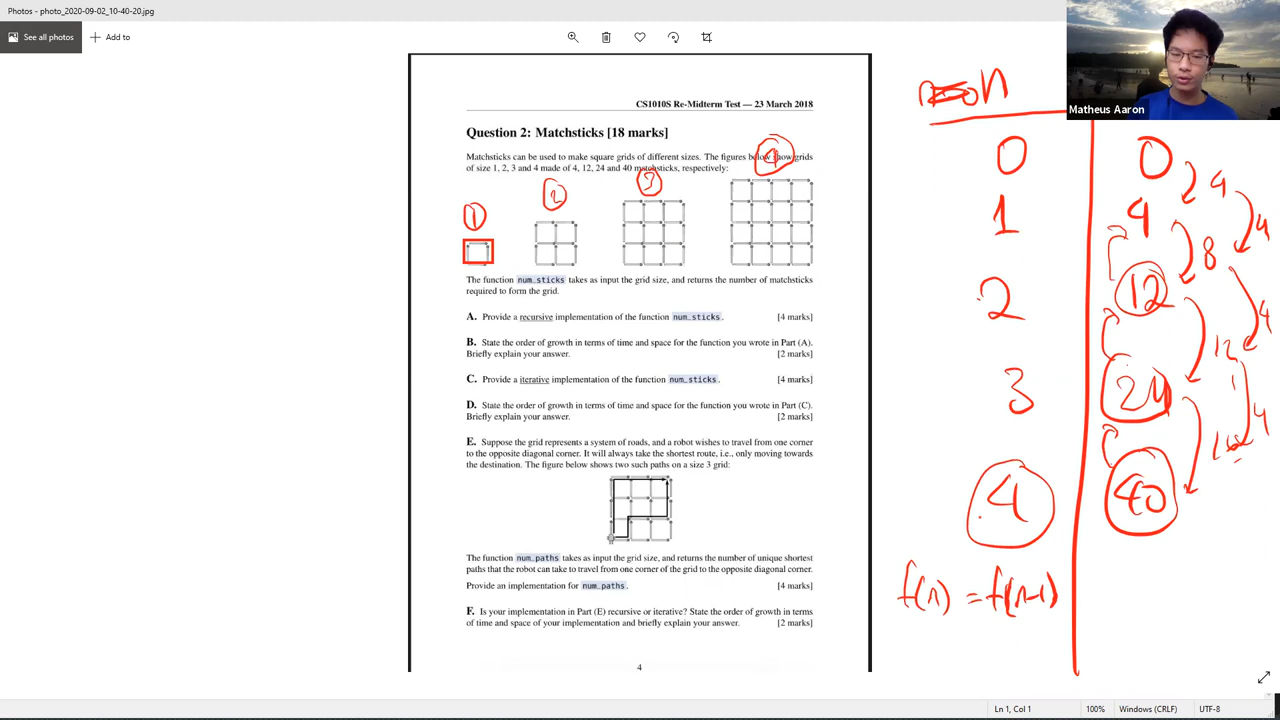 Photos - photo_2020-09-02_10-40-20.jpg
See all photos
Add to
Matheus Aaron
CS1010S Re-Midterm Test — 23 March 2018
Question 2: Matchsticks [18 marks]
Matchsticks can be used to make square grids of different sizes. The figures below show grids
of size 1, 2, 3 and 4 made of 4, 12, 24 and 40 matchsticks, respectively:
1
2
3
4
The function num_sticks takes as input the grid size, and returns the number of matchsticks
required to form the grid.
A. Provide a recursive implementation of the function num_sticks. [4 marks]
B. State the order of growth in terms of time and space for the function you wrote in Part (A).
Briefly explain your answer. [2 marks]
C. Provide a iterative implementation of the function num_sticks. [4 marks]
D. State the order of growth in terms of time and space for the function you wrote in Part (C).
Briefly explain your answer. [2 marks]
E. Suppose the grid represents a system of roads, and a robot wishes to travel from one corner
to the opposite diagonal corner. It will always take the shortest route, i.e., only moving towards
the destination. The figure below shows two such paths on a size 3 grid:
The function num_paths takes as input the grid size, and returns the number of unique shortest
paths that the robot can take to travel from one corner of the grid to the opposite diagonal corner.
Provide an implementation for num_paths. [4 marks]
F. Is your implementation in Part (E) recursive or iterative? State the order of growth in terms
of time and space of your implementation and briefly explain your answer. [2 marks]
4
n
0 0
4
1 4
4
8
2 12
4
12
3 24
4
16
4 40
f(n) = f(n-1)
Ln 1, Col 1
100%
Windows (CRLF)
UTF-8